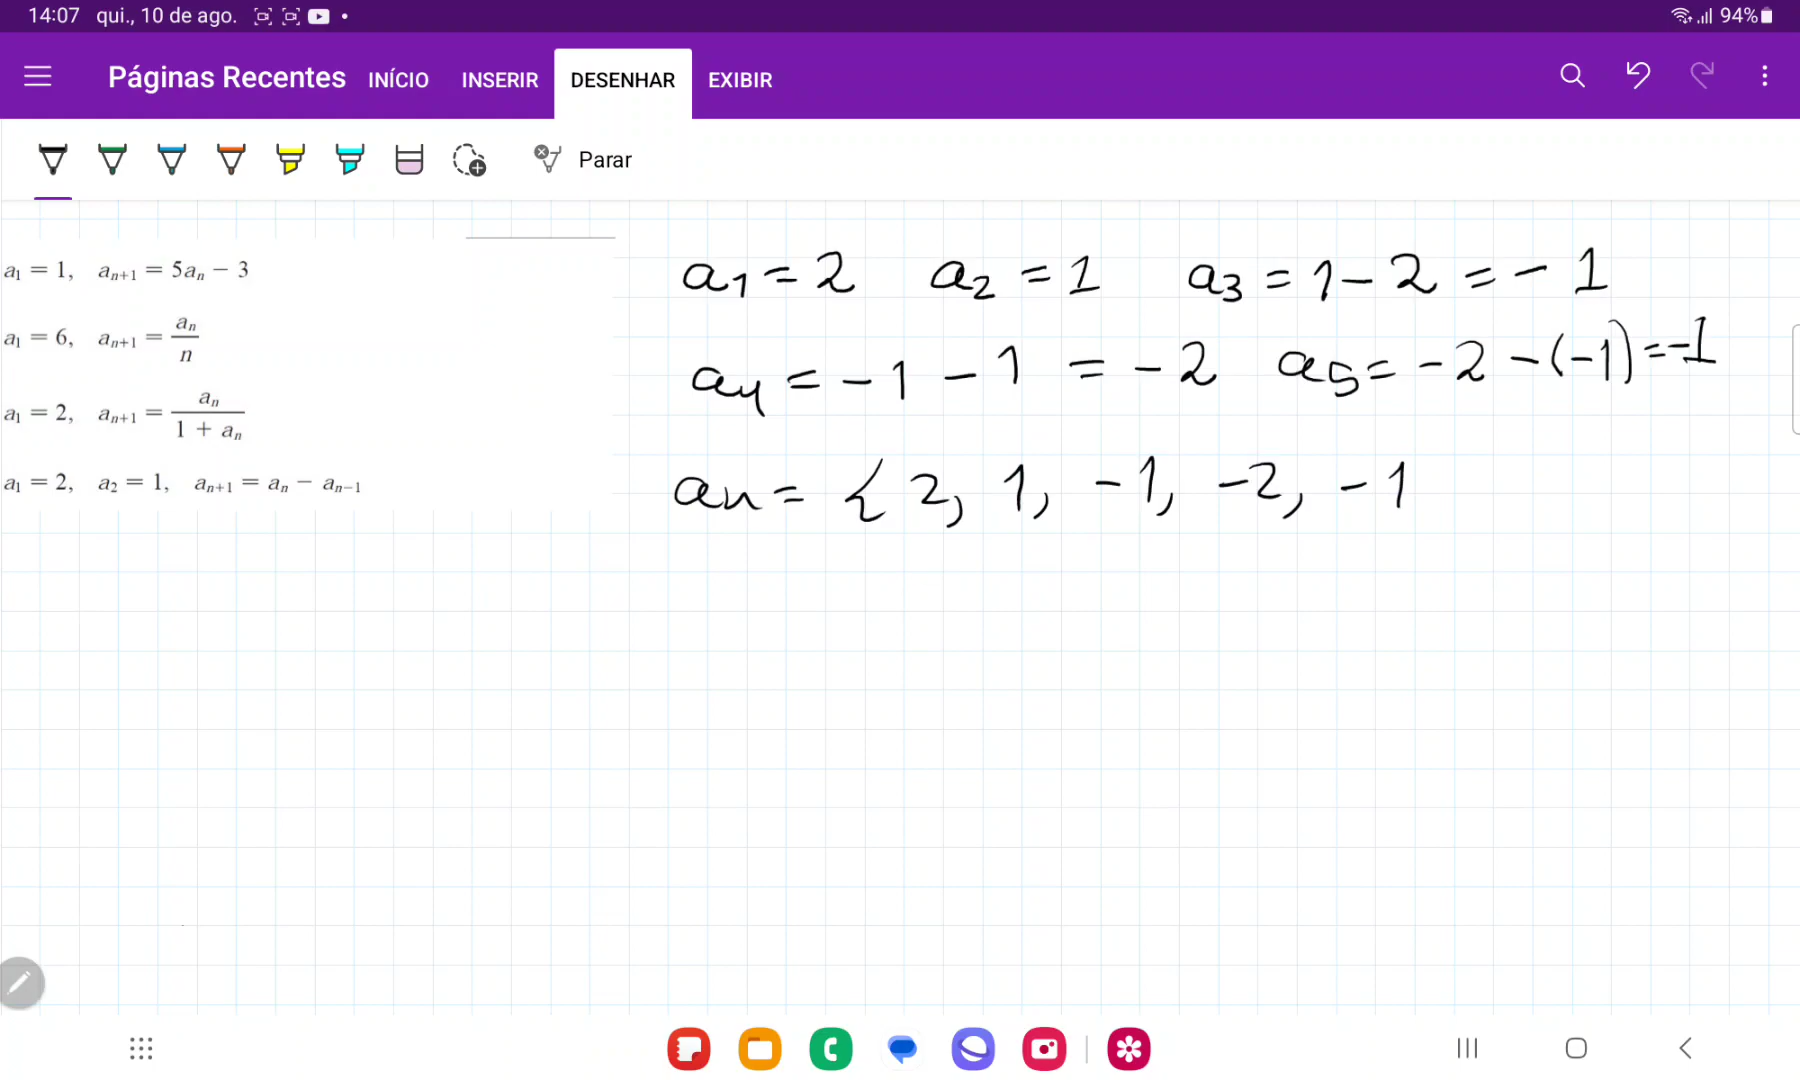 14:07 qui., 10 de ago. 94%
Páginas Recentes INÍCIO INSERIR DESENHAR EXIBIR
Parar
a₁ = 1, aₙ₊₁ = 5aₙ − 3
a₁ = 6, aₙ₊₁ = aₙ / n
a₁ = 2, aₙ₊₁ = aₙ / (1 + aₙ)
a₁ = 2, a₂ = 1, aₙ₊₁ = aₙ − aₙ₋₁
a₁ = 2 a₂ = 1 a₃ = 1 − 2 = − 1
a₄ = − 1 − 1 = − 2 a₅ = − 2 − (−1) = −1
aₙ = { 2, 1, −1, −2, −1